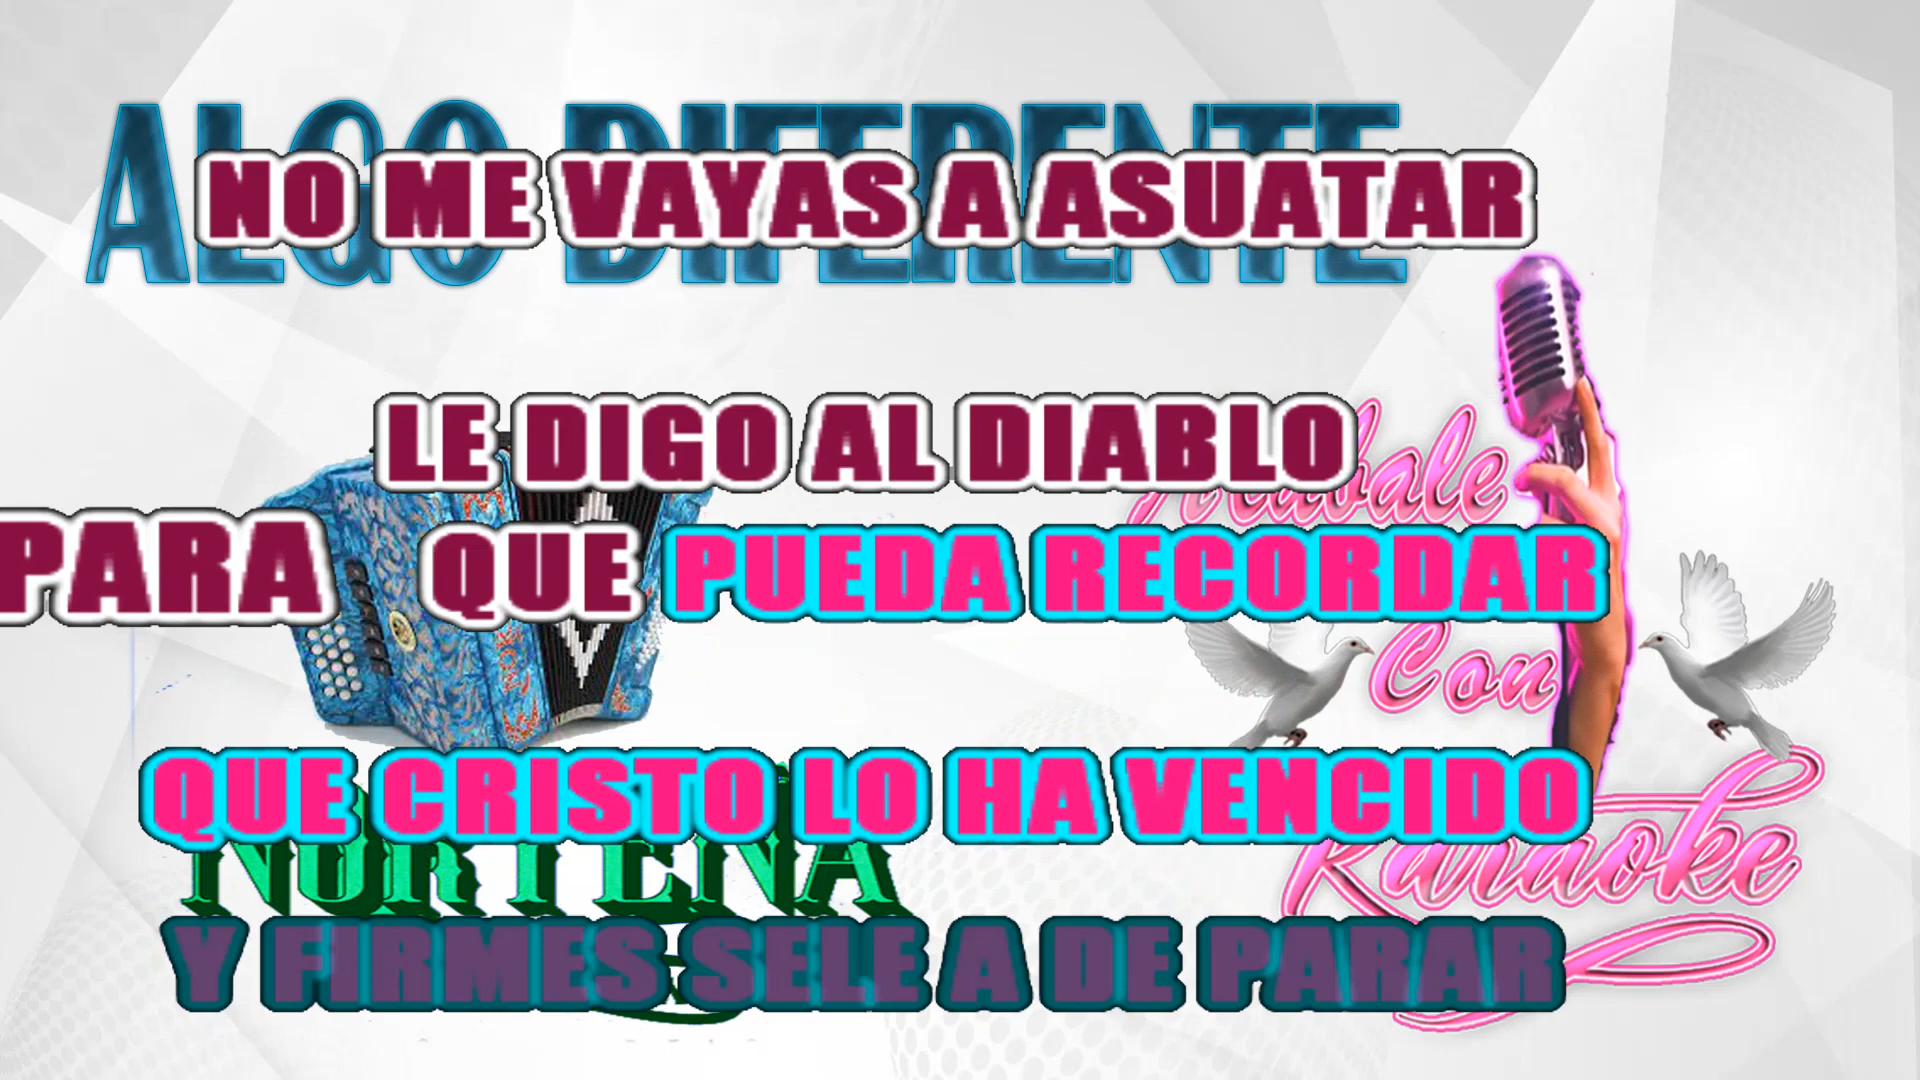 ALGO DIFERENTE
NO ME VAYAS A ASUATAR
LE DIGO AL DIABLO
PARA QUE PUEDA RECORDAR
Con
QUE CRISTO LO HA VENCIDO
NORTEÑA
Karaoke
Y FIRMES SELE A DE PARAR